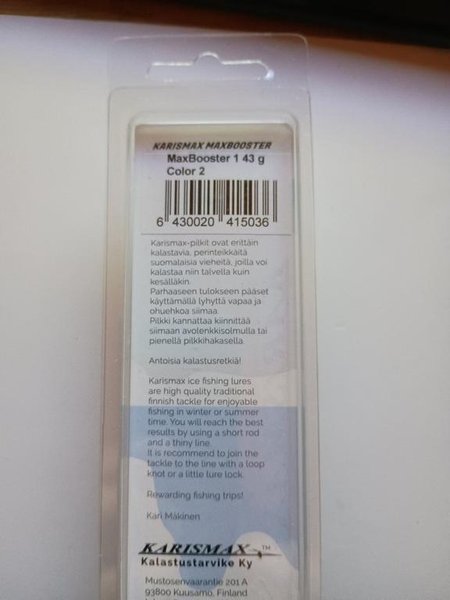 KARISMAX MAXBOOSTER
MaxBooster 1 43 g
Color 2
6 430020 415036
Karismax-pilkit ovat erittäin
kalastavia, perinteikkäitä
suomalaisia vieheitä, joilla voi
kalastaa niin talvella kuin
kesälläkin.
Parhaaseen tulokseen pääset
käyttämällä lyhyttä vapaa ja
ohuehkoa siimaa.
Pilkki kannattaa kiinnittää
siimaan avolenkkisolmulla tai
pienellä pilkkihakasella.
Antoisia kalastusretkiä!
Karismax ice fishing lures
are high quality traditional
finnish tackle for enjoyable
fishing in winter or summer
time. You will reach the best
results by using a short rod
and a thiny line.
It is recommend to join the
tackle to the line with a loop
knot or a little lure lock.
Rewarding fishing trips!
Kari Mäkinen
KARISMAX TM
Kalastustarvike Ky
Mustosenvaarantie 201 A
93800 Kuusamo, Finland